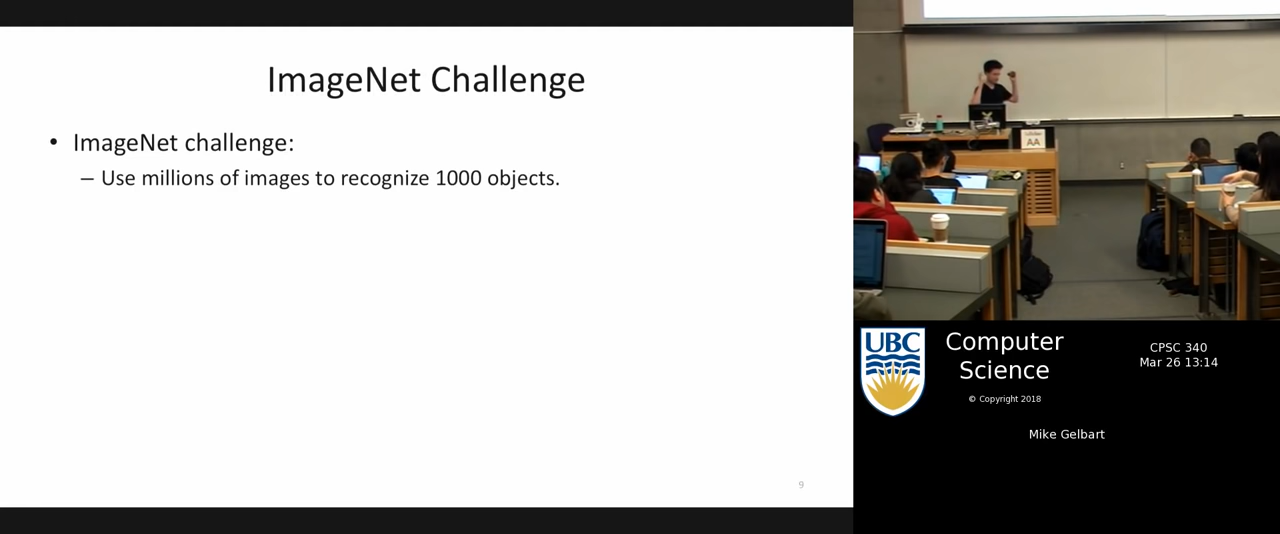 ImageNet Challenge
• ImageNet challenge:
– Use millions of images to recognize 1000 objects.
9
AA
UBC
Computer
Science
© Copyright 2018
CPSC 340
Mar 26 13:14
Mike Gelbart